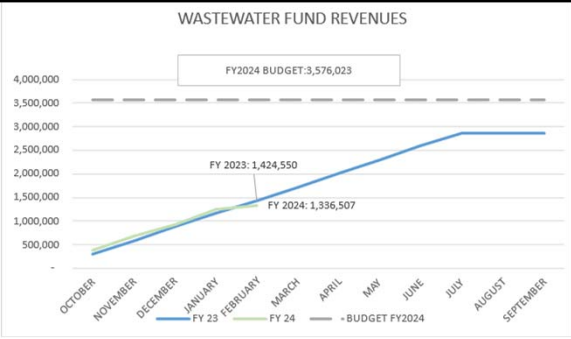 WASTEWATER FUND REVENUES
FY2024 BUDGET:3,576,023
4,000,000
3,500,000
3,000,000
2,500,000
2,000,000
1,500,000
1,000,000
500,000
-
FY 2023: 1,424,550
FY 2024: 1,336,507
OCTOBER
NOVEMBER
DECEMBER
JANUARY
FEBRUARY
MARCH
APRIL
MAY
JUNE
JULY
AUGUST
SEPTEMBER
FY 23
FY 24
BUDGET FY2024